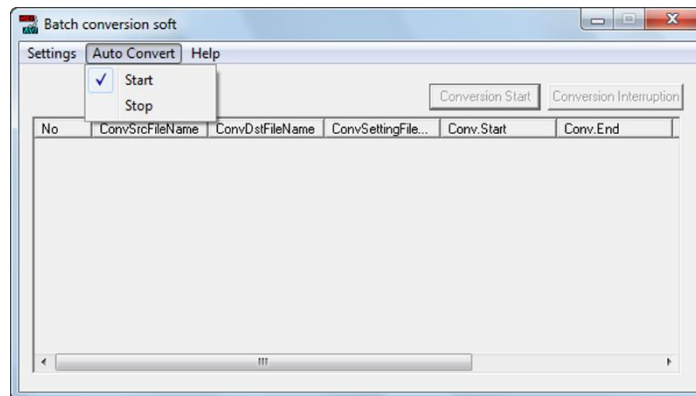 Batch conversion soft
Settings Auto Convert Help
Start
Stop
Conversion Start Conversion Interruption
No ConvSrcFileName ConvDstFileName ConvSettingFile... Conv.Start Conv.End